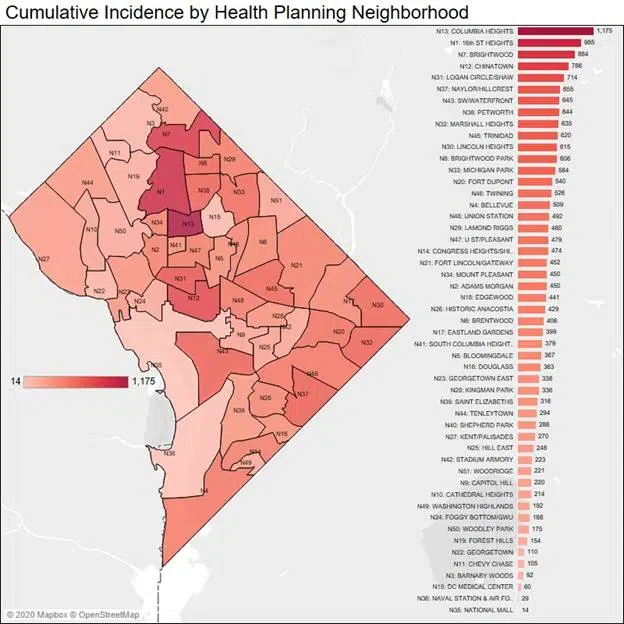 Cumulative Incidence by Health Planning Neighborhood
N13: COLUMBIA HEIGHTS 1,175
N1: 16th ST HEIGHTS 985
N7: BRIGHTWOOD 884
N12: CHINATOWN 786
N31: LOGAN CIRCLE/SHAW 714
N37: NAYLOR/HILLCREST 655
N43: SW/WATERFRONT 645
N38: PETWORTH 644
N32: MARSHALL HEIGHTS 635
N45: TRINIDAD 620
N30: LINCOLN HEIGHTS 615
N8: BRIGHTWOOD PARK 606
N33: MICHIGAN PARK 584
N20: FORT DUPONT 540
N46: TWINING 526
N4: BELLEVUE 509
N48: UNION STATION 492
N29: LAMOND RIGGS 480
N47: U ST/PLEASANT 479
N14: CONGRESS HEIGHTS/SHI.. 474
N21: FORT LINCOLN/GATEWAY 452
N34: MOUNT PLEASANT 450
N2: ADAMS MORGAN 450
N18: EDGEWOOD 441
N26: HISTORIC ANACOSTIA 429
N6: BRENTWOOD 406
N17: EASTLAND GARDENS 399
N41: SOUTH COLUMBIA HEIGHT.. 379
N5: BLOOMINGDALE 367
N16: DOUGLASS 363
N23: GEORGETOWN EAST 338
N28: KINGMAN PARK 336
N39: SAINT ELIZABETHS 316
N44: TENLEYTOWN 294
N40: SHEPHERD PARK 288
N27: KENT/PALISADES 270
N25: HILL EAST 248
N42: STADIUM ARMORY 223
N51: WOODRIDGE 221
N9: CAPITOL HILL 220
N10: CATHEDRAL HEIGHTS 214
N49: WASHINGTON HIGHLANDS 192
N24: FOGGY BOTTOM/GWU 188
N50: WOODLEY PARK 175
N19: FOREST HILLS 154
N22: GEORGETOWN 110
N11: CHEVY CHASE 105
N3: BARNABY WOODS 92
N15: DC MEDICAL CENTER 60
N36: NAVAL STATION & AIR FO.. 29
N35: NATIONAL MALL 14
N40
N3
N7
N11
N8
N29
N19
N44
N1
N38
N33
N51
N15
N13
N34
N10
N50
N2
N41
N47
N6
N5
N27
N21
N31
N45
N22
N24
N12
N48
N30
N28
N9
N20
N25
N32
N43
14 1,175
N46
N37
N26
N39
N16
N36
N49
N4
© 2020 Mapbox © OpenStreetMap